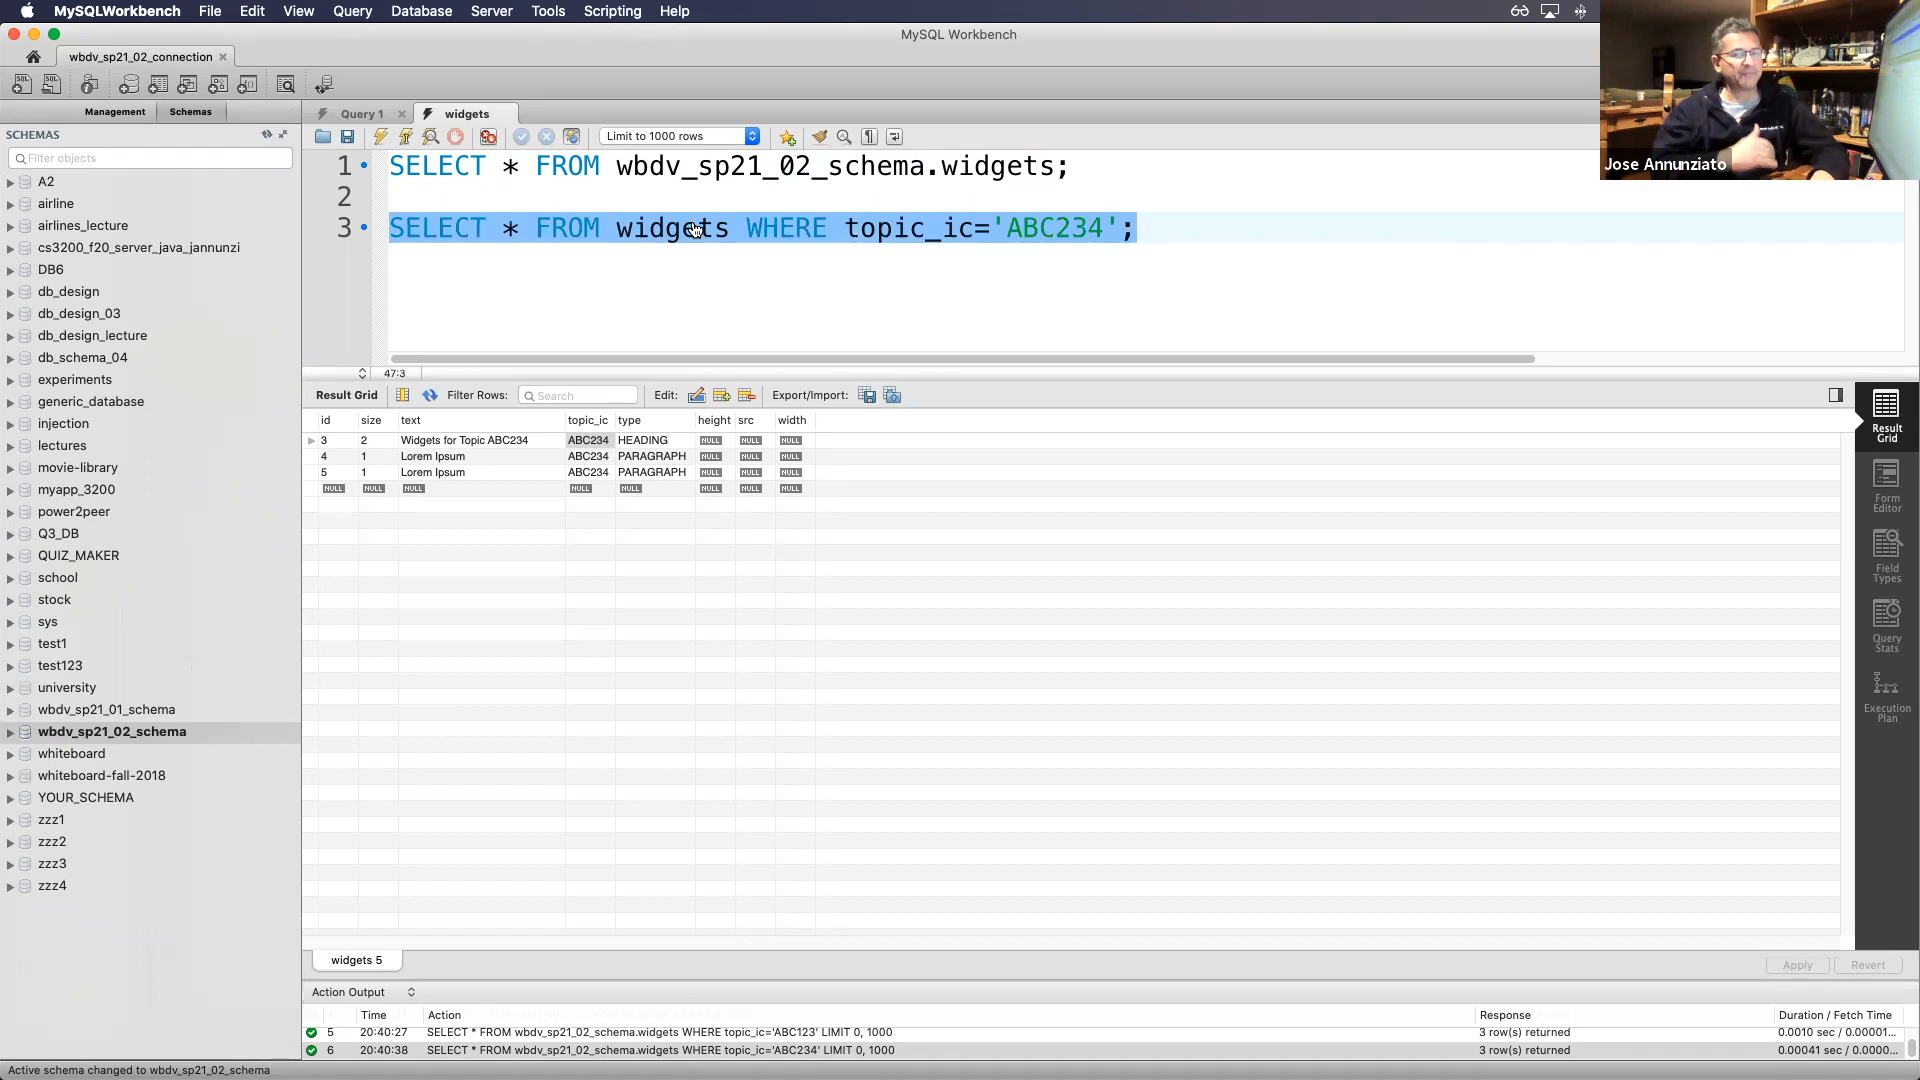 MySQLWorkbench File Edit View Query Database Server Tools Scripting Help
MySQL Workbench
wbdv_sp21_02_connection
Management Schemas
Query 1
widgets
SCHEMAS
Limit to 1000 rows
Filter objects
A2
airline
airlines_lecture
cs3200_f20_server_java_jannunzi
DB6
db_design
db_design_03
db_design_lecture
db_schema_04
experiments
generic_database
injection
lectures
movie-library
myapp_3200
power2peer
Q3_DB
QUIZ_MAKER
school
stock
sys
test1
test123
university
wbdv_sp21_01_schema
wbdv_sp21_02_schema
whiteboard
whiteboard-fall-2018
YOUR_SCHEMA
zzz1
zzz2
zzz3
zzz4
1 SELECT * FROM wbdv_sp21_02_schema.widgets;
2
3 SELECT * FROM widgets WHERE topic_ic='ABC234';
Jose Annunziato
47:3
Result Grid Filter Rows: Search Edit: Export/Import:
id size text topic_ic type height src width
3 2 Widgets for Topic ABC234 ABC234 HEADING NULL NULL NULL
4 1 Lorem Ipsum ABC234 PARAGRAPH NULL NULL NULL
5 1 Lorem Ipsum ABC234 PARAGRAPH NULL NULL NULL
NULL NULL NULL NULL NULL NULL NULL NULL
Result
Grid
Form
Editor
Field
Types
Query
Stats
Execution
Plan
widgets 5
Apply Revert
Action Output
Time Action Response Duration / Fetch Time
5 20:40:27 SELECT * FROM wbdv_sp21_02_schema.widgets WHERE topic_ic='ABC123' LIMIT 0, 1000 3 row(s) returned 0.0010 sec / 0.00001...
6 20:40:38 SELECT * FROM wbdv_sp21_02_schema.widgets WHERE topic_ic='ABC234' LIMIT 0, 1000 3 row(s) returned 0.00041 sec / 0.0000...
Active schema changed to wbdv_sp21_02_schema